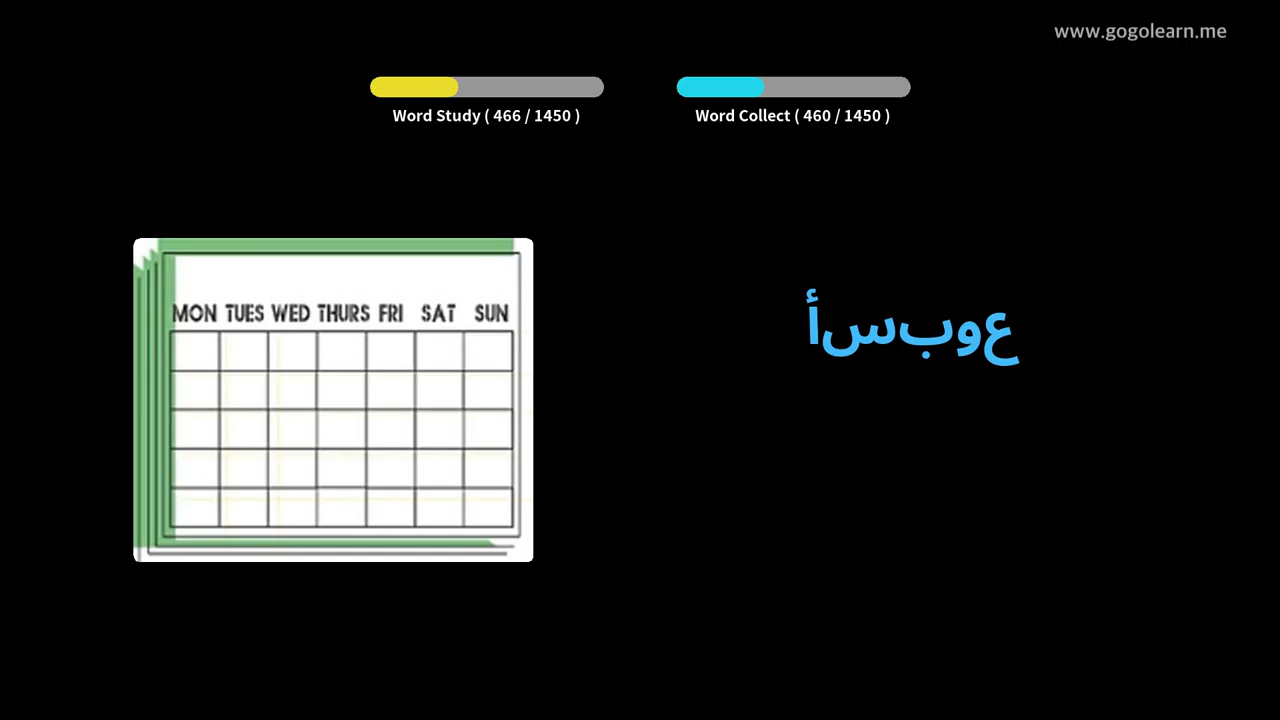 www.gogolearn.me
Word Study ( 466 / 1450 )
Word Collect ( 460 / 1450 )
MON TUES WED THURS FRI SAT SUN
أسبوع